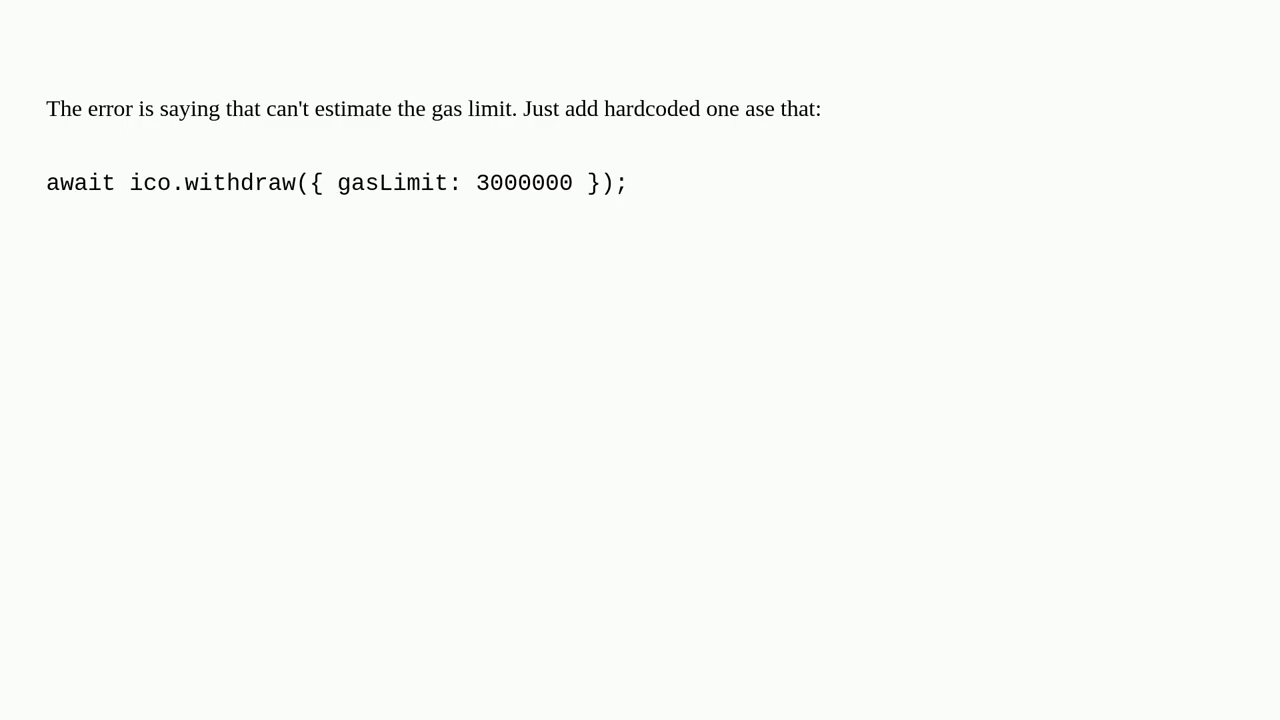 The error is saying that can't estimate the gas limit. Just add hardcoded one ase that:
await ico.withdraw({ gasLimit: 3000000 });